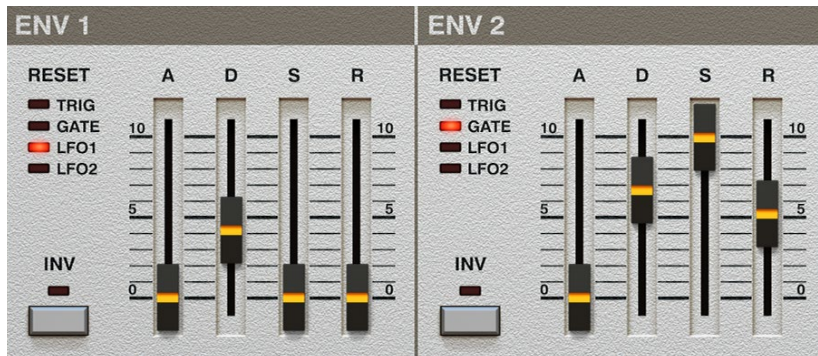 ENV 1
RESET A D S R
TRIG
GATE
LFO1
LFO2
10 10
5 5
0 0
INV
ENV 2
RESET A D S R
TRIG
GATE
LFO1
LFO2
10 10
5 5
0 0
INV